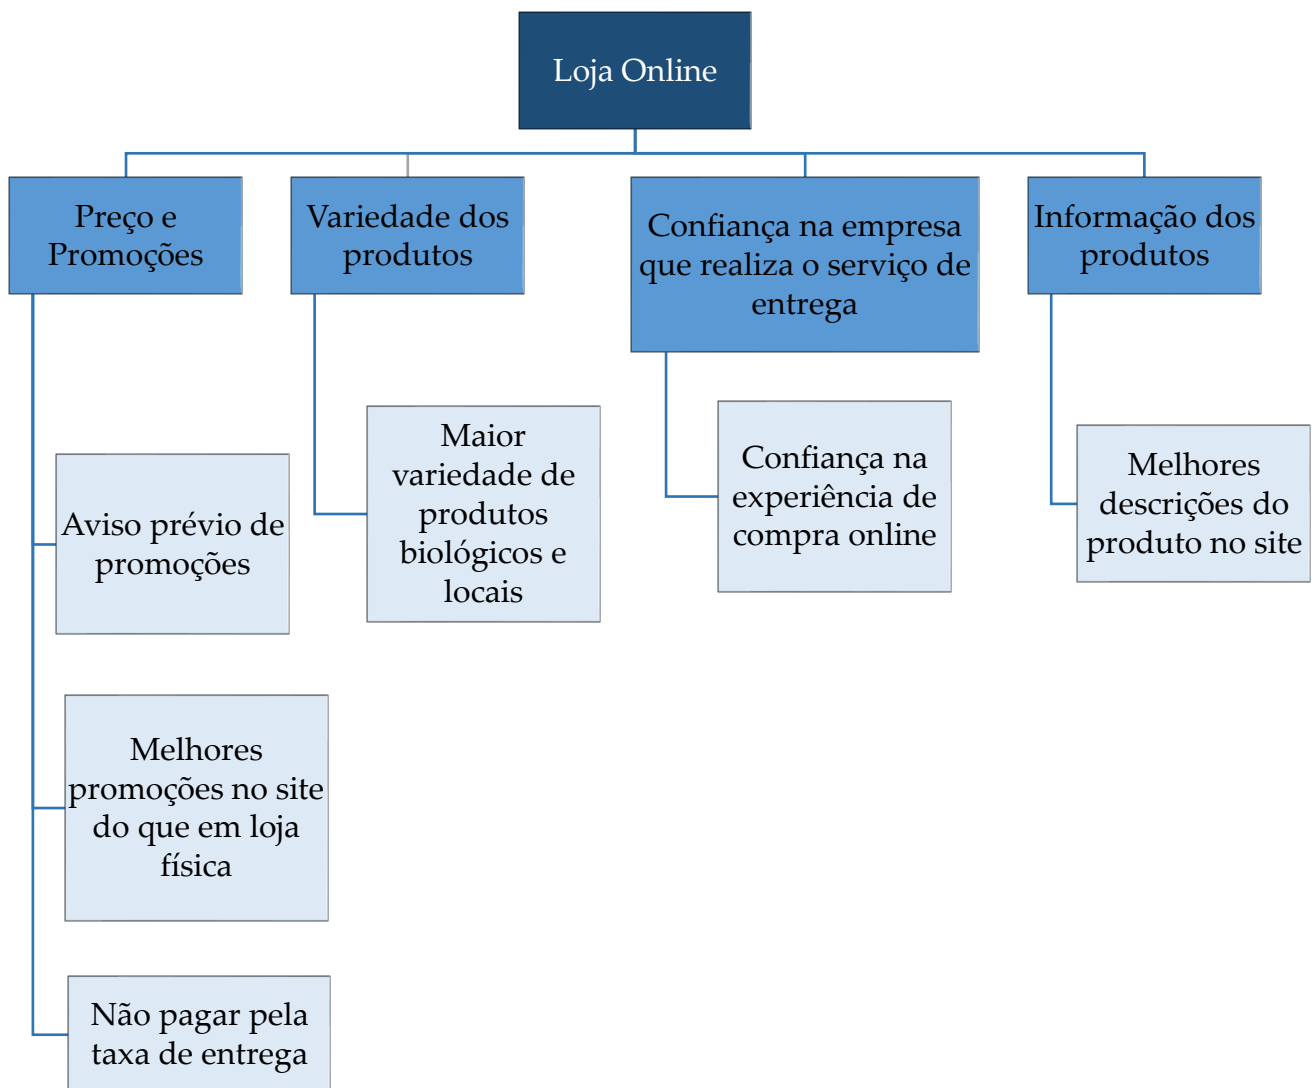 Loja Online
Preço e
Promoções
Variedade dos
produtos
Confiança na empresa
que realiza o serviço de
entrega
Informação dos
produtos
Aviso prévio de
promoções
Melhores
promoções no site
do que em loja
física
Não pagar pela
taxa de entrega
Maior
variedade de
produtos
biológicos e
locais
Confiança na
experiência de
compra online
Melhores
descrições do
produto no site